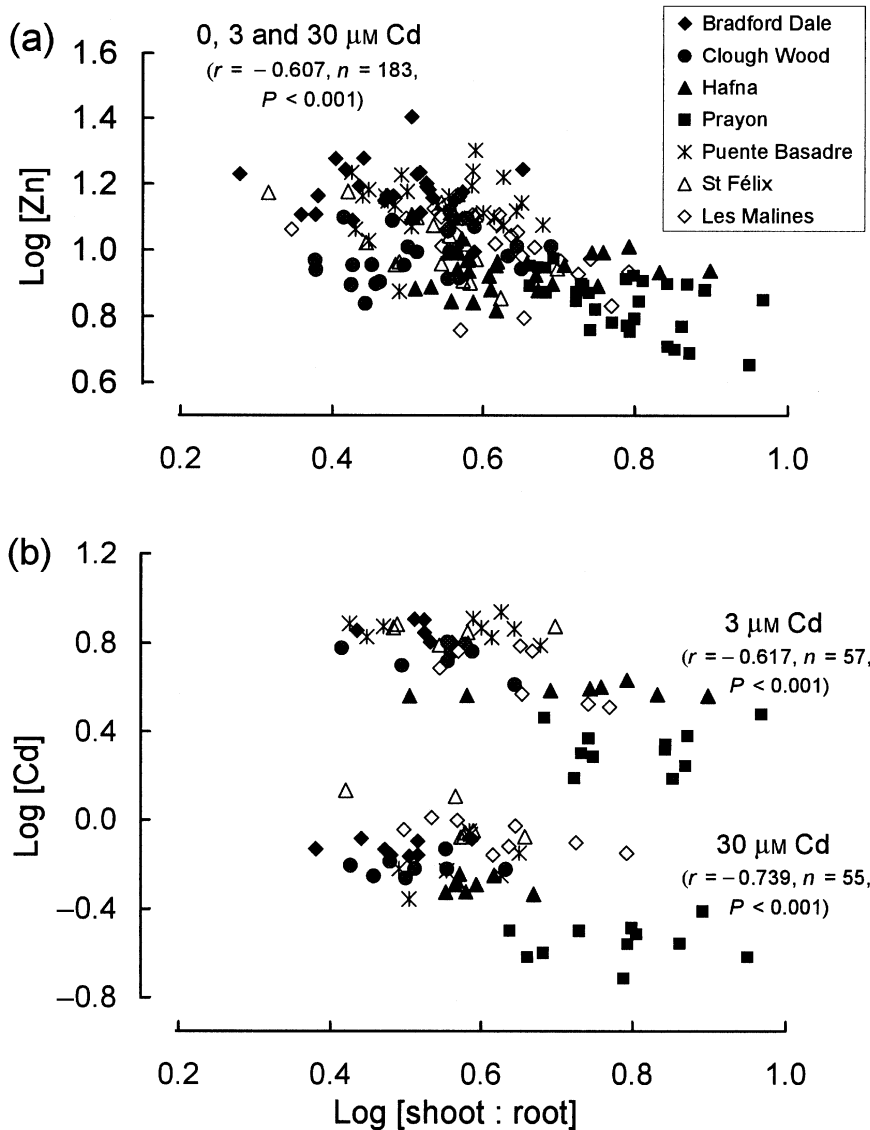 (a)
0, 3 and 30 μM Cd
(r = −0.607, n = 183,
P < 0.001)
Bradford Dale
Clough Wood
Hafna
Prayon
Puente Basadre
St Félix
Les Malines
Log [Zn]
1.6
1.4
1.2
1.0
0.8
0.6
0.2
0.4
0.6
0.8
1.0
(b)
Log [Cd]
1.2
0.8
0.4
0.0
−0.4
−0.8
3 μM Cd
(r = −0.617, n = 57,
P < 0.001)
30 μM Cd
(r = −0.739, n = 55,
P < 0.001)
0.2
0.4
0.6
0.8
1.0
Log [shoot : root]